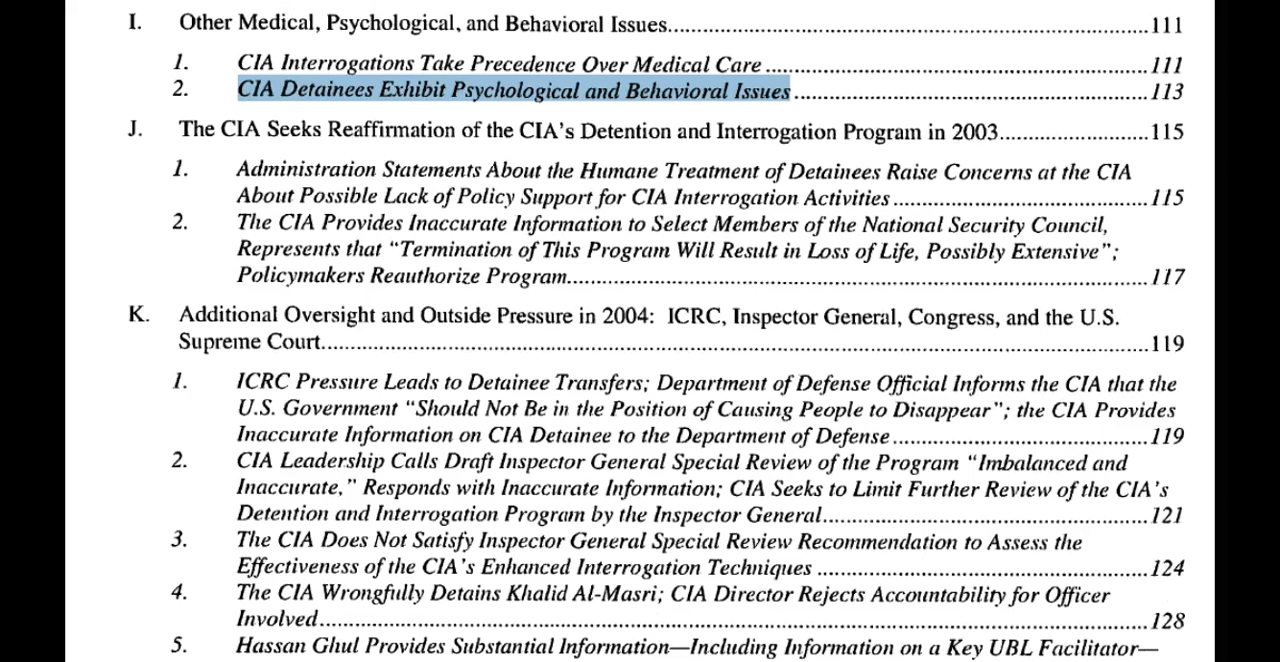 I. Other Medical, Psychological, and Behavioral Issues...............................................................................................111
1. CIA Interrogations Take Precedence Over Medical Care ...........................................................................111
2. CIA Detainees Exhibit Psychological and Behavioral Issues .....................................................................113
J. The CIA Seeks Reaffirmation of the CIA's Detention and Interrogation Program in 2003.............................115
1. Administration Statements About the Humane Treatment of Detainees Raise Concerns at the CIA
About Possible Lack of Policy Support for CIA Interrogation Activities ..................................................115
2. The CIA Provides Inaccurate Information to Select Members of the National Security Council,
Represents that “Termination of This Program Will Result in Loss of Life, Possibly Extensive”;
Policymakers Reauthorize Program....................................................................................................................117
K. Additional Oversight and Outside Pressure in 2004: ICRC, Inspector General, Congress, and the U.S.
Supreme Court.................................................................................................................................................................119
1. ICRC Pressure Leads to Detainee Transfers; Department of Defense Official Informs the CIA that the
U.S. Government “Should Not Be in the Position of Causing People to Disappear”; the CIA Provides
Inaccurate Information on CIA Detainee to the Department of Defense ..................................................119
2. CIA Leadership Calls Draft Inspector General Special Review of the Program “Imbalanced and
Inaccurate,” Responds with Inaccurate Information; CIA Seeks to Limit Further Review of the CIA's
Detention and Interrogation Program by the Inspector General................................................................121
3. The CIA Does Not Satisfy Inspector General Special Review Recommendation to Assess the
Effectiveness of the CIA's Enhanced Interrogation Techniques .................................................................124
4. The CIA Wrongfully Detains Khalid Al-Masri; CIA Director Rejects Accountability for Officer
Involved.................................................................................................................................................................128
5. Hassan Ghul Provides Substantial Information—Including Information on a Key UBL Facilitator—